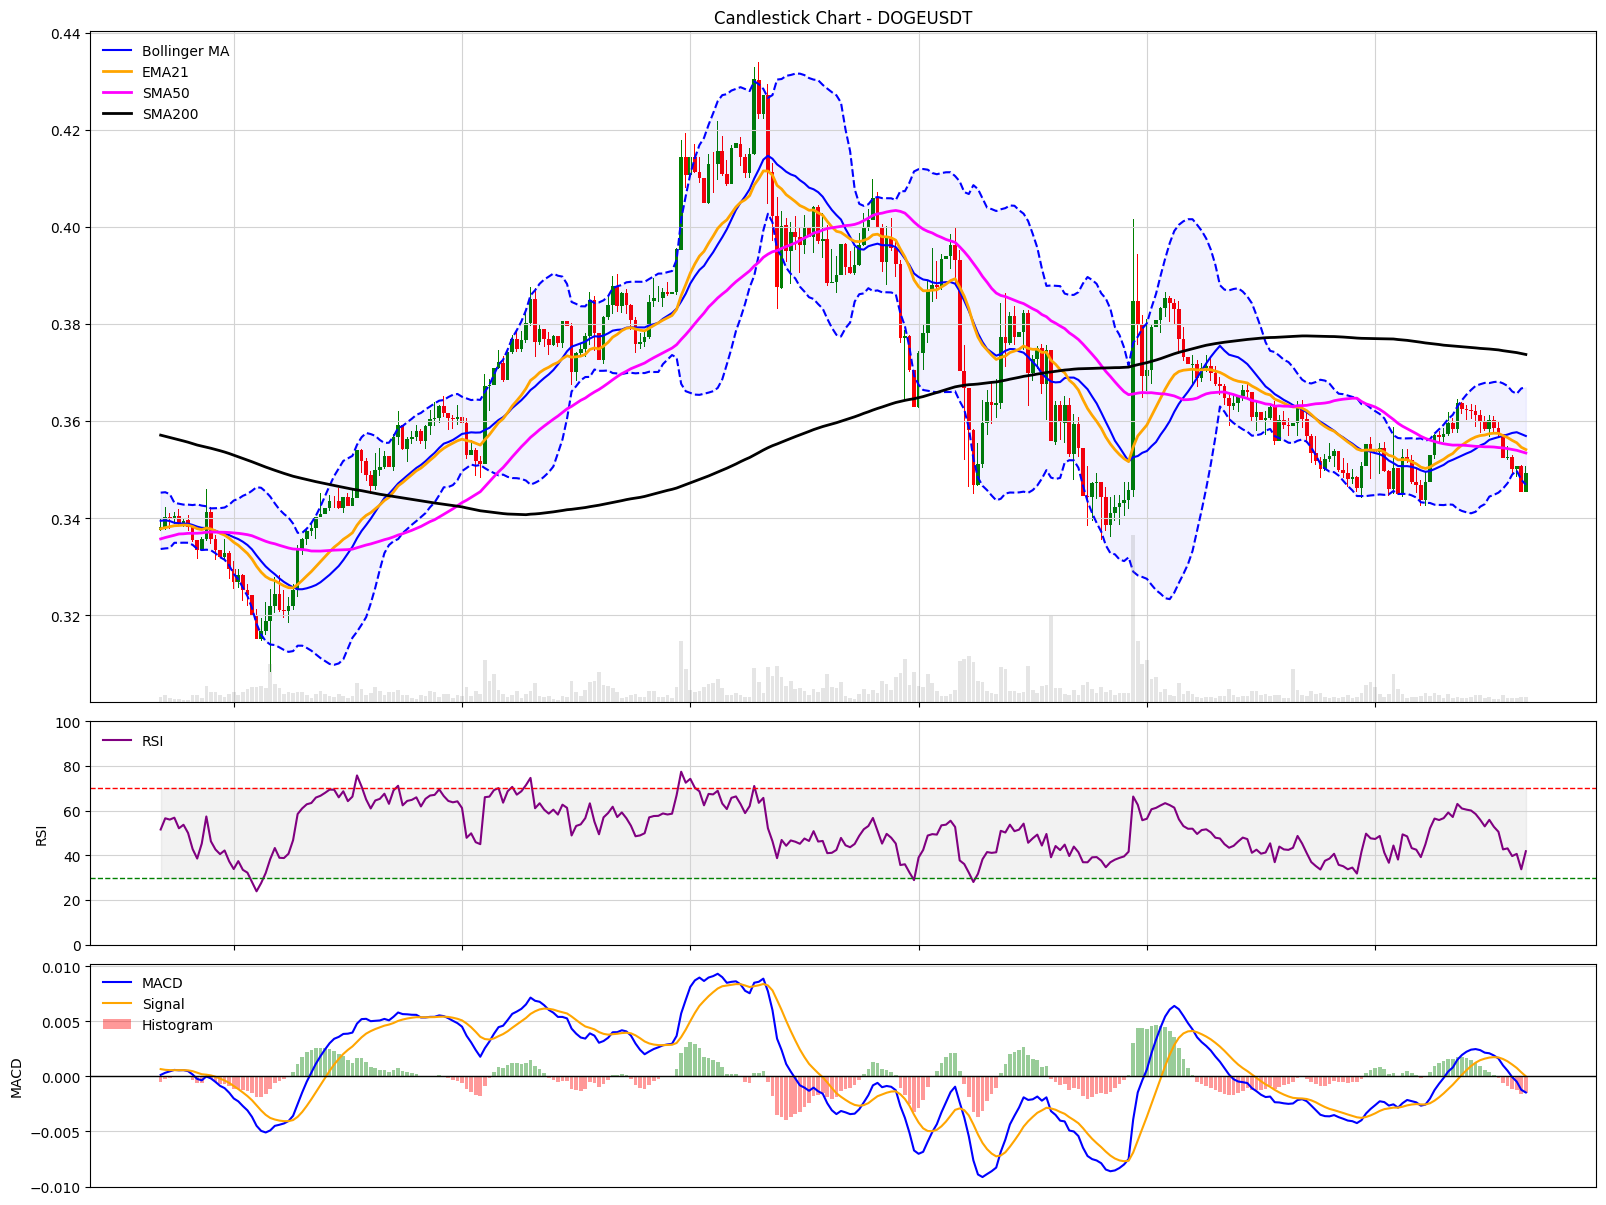 Candlestick Chart - DOGEUSDT
0.44
0.42
0.40
0.38
0.36
0.34
0.32
Bollinger MA
EMA21
SMA50
SMA200
100
80
60
40
20
0
RSI
RSI
0.010
0.005
0.000
−0.005
−0.010
MACD
MACD
Signal
Histogram